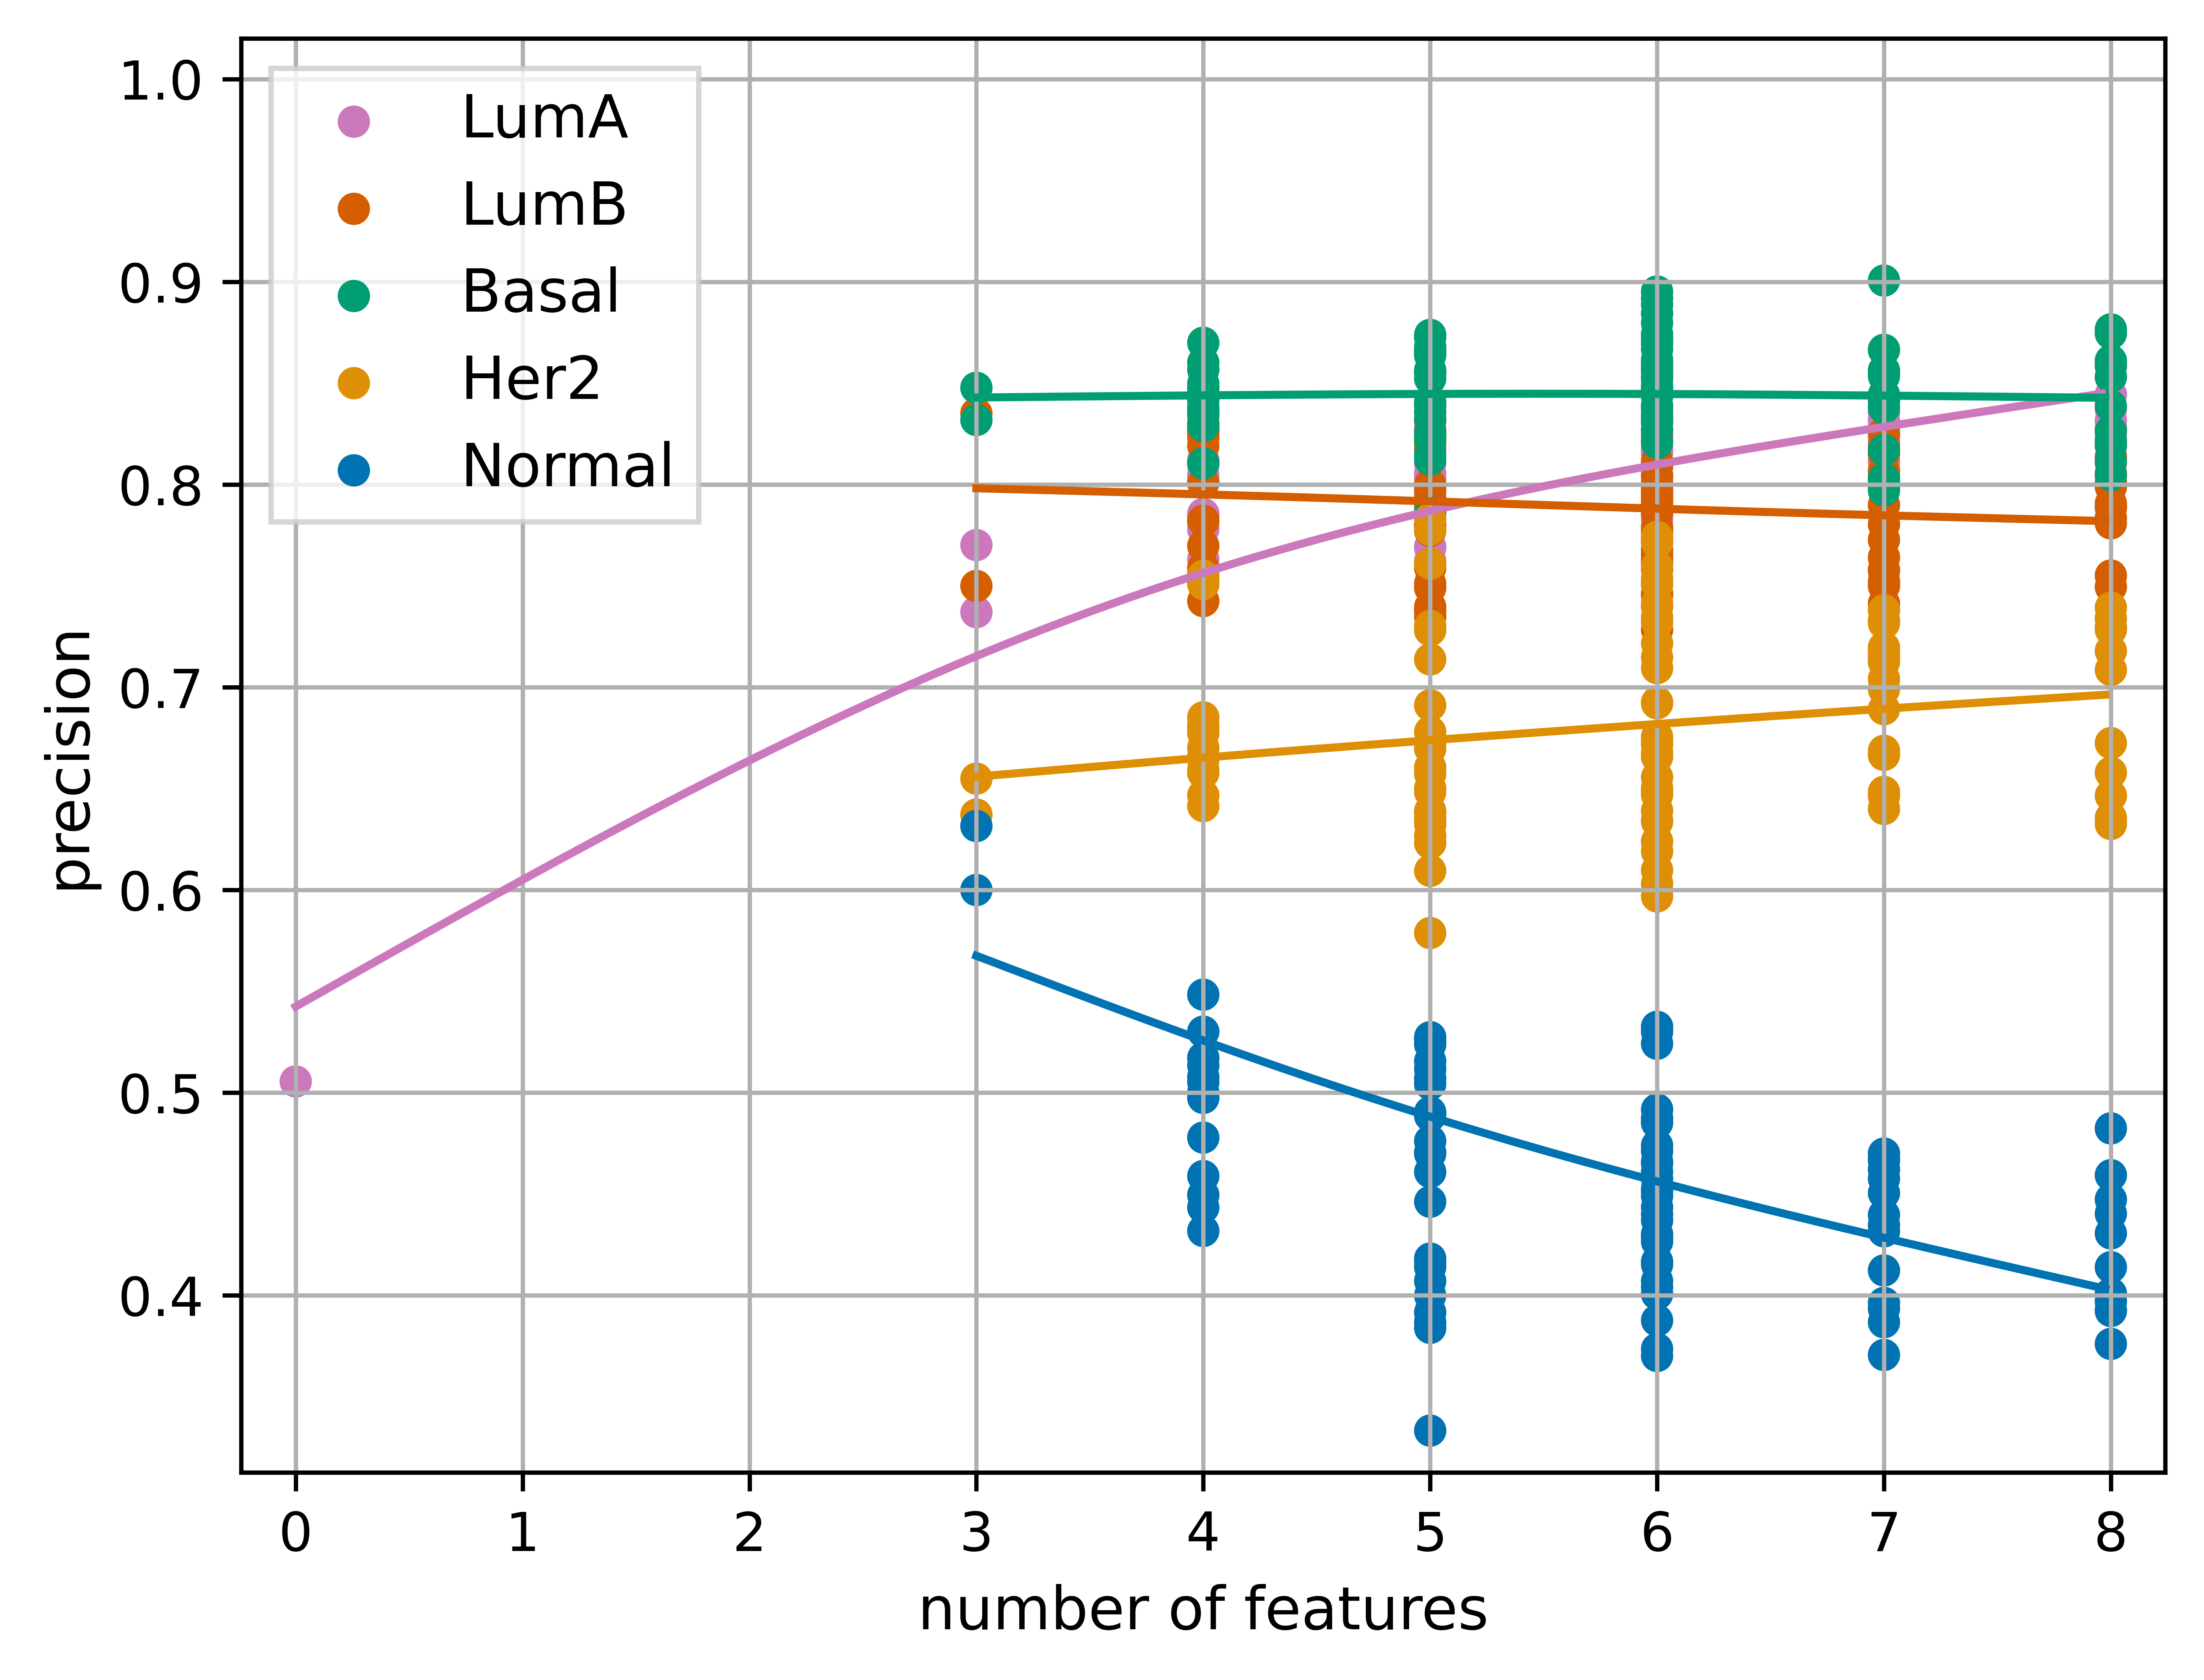 1.0
0.9
0.8
0.7
0.6
0.5
0.4
precision
LumA
LumB
Basal
Her2
Normal
0 1 2 3 4 5 6 7 8
number of features